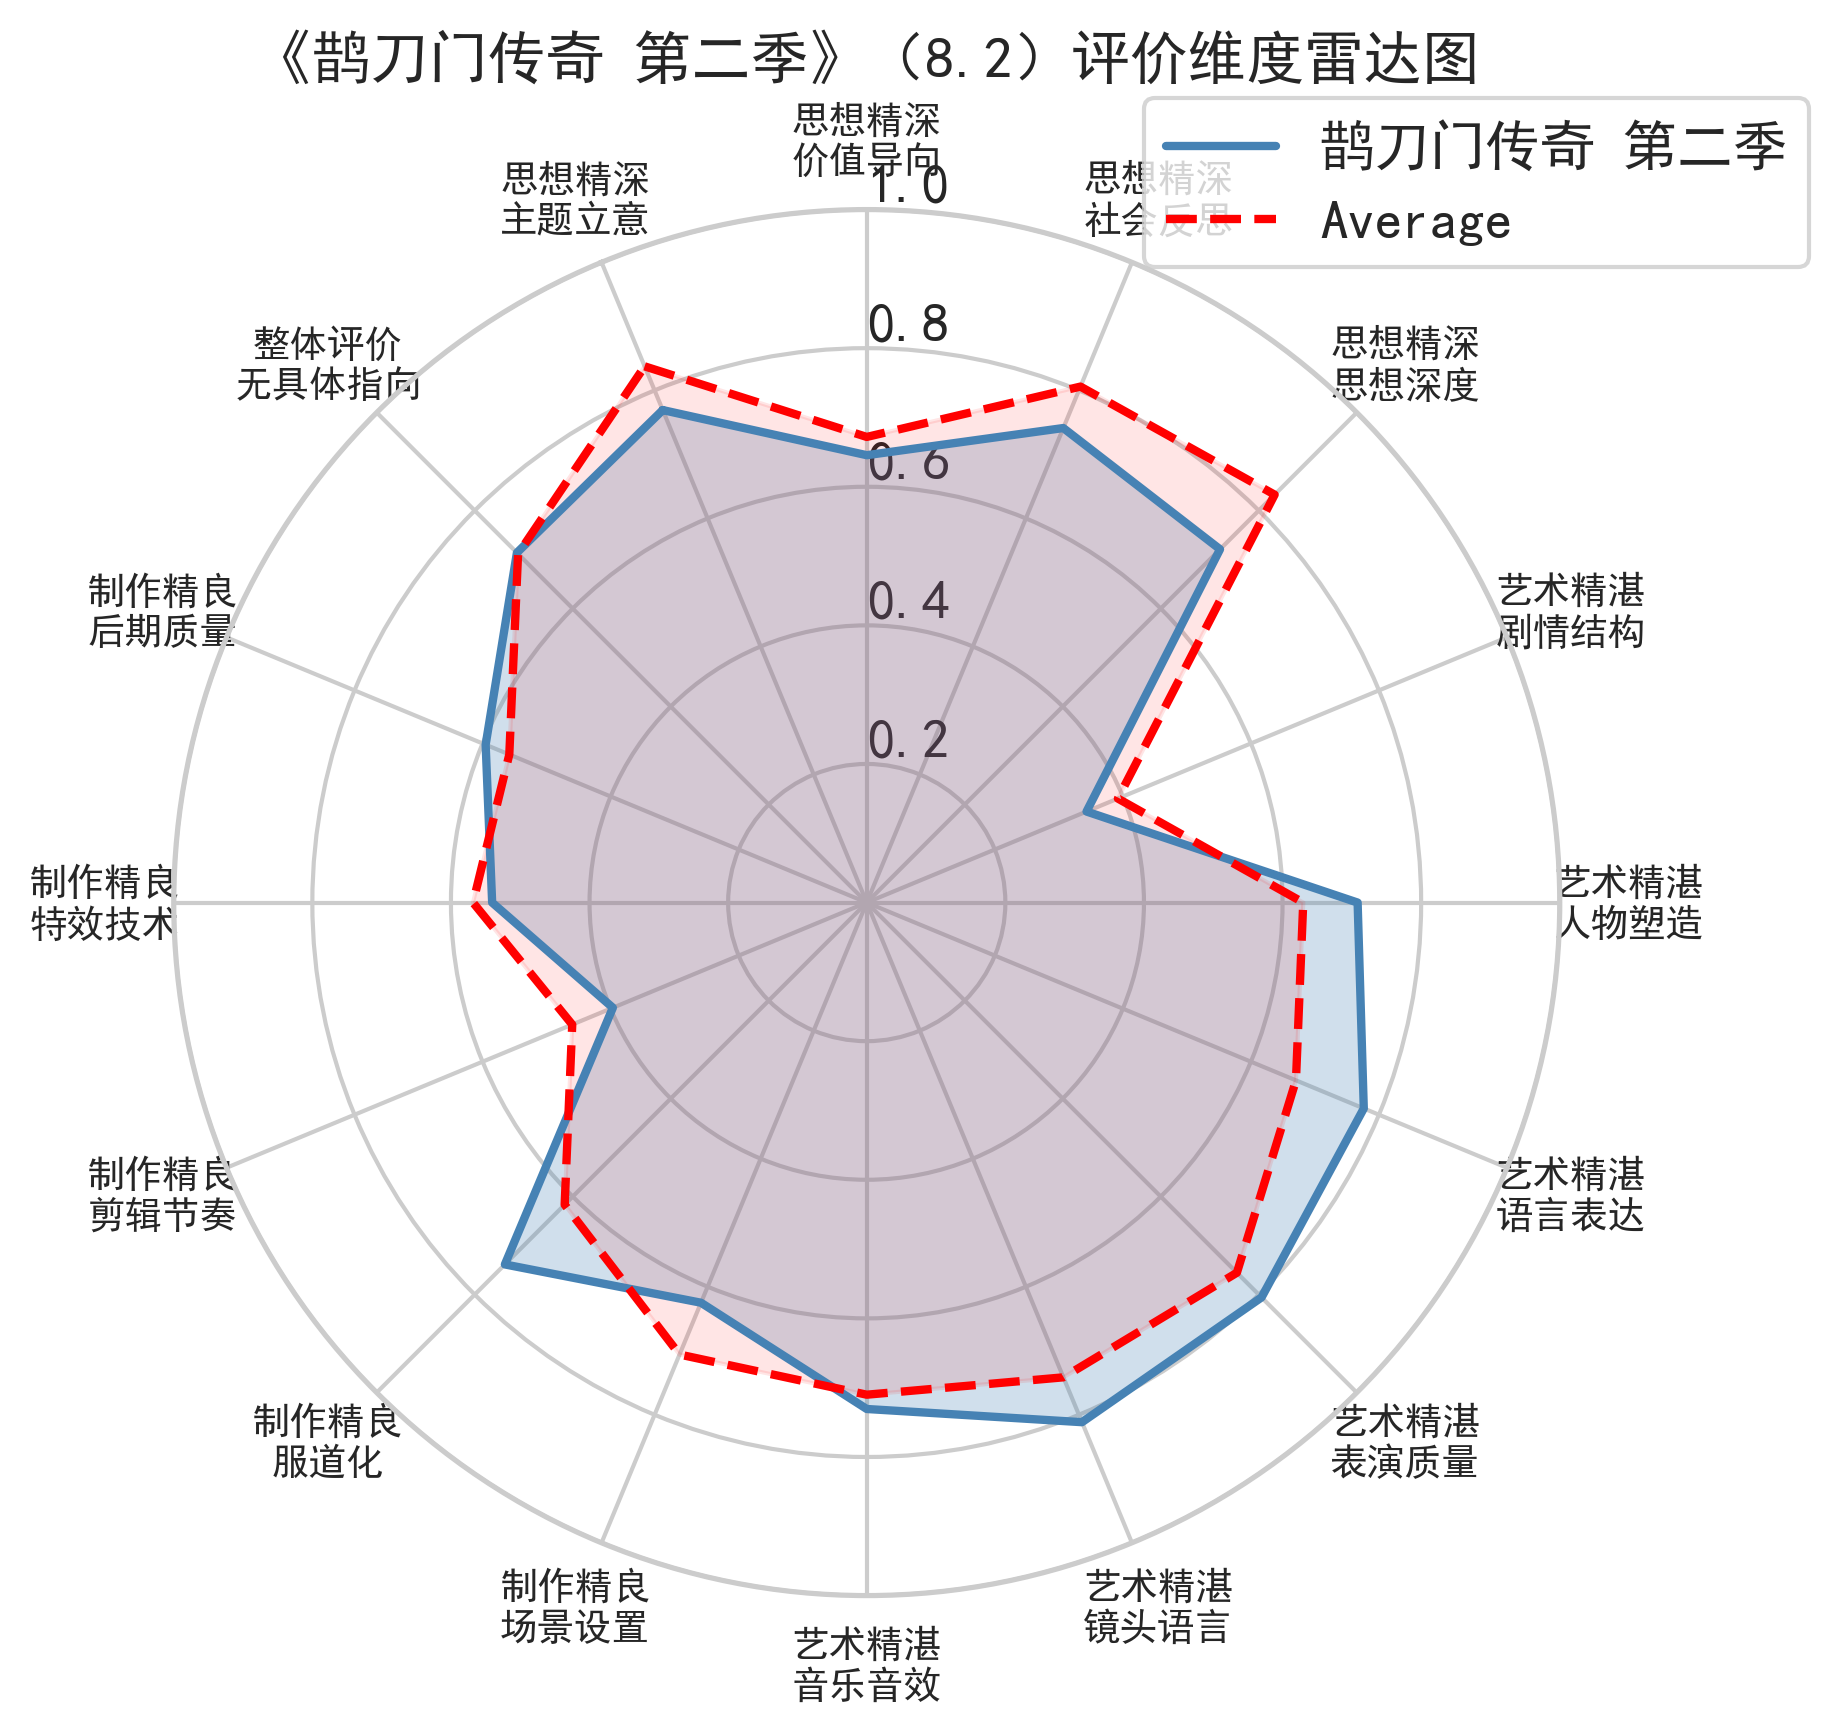 《鹊刀门传奇 第二季》（8.2）评价维度雷达图
鹊刀门传奇 第二季
Average
思想精深
价值导向
思想精深
社会反思
思想精深
思想深度
艺术精湛
剧情结构
艺术精湛
人物塑造
艺术精湛
语言表达
艺术精湛
表演质量
艺术精湛
镜头语言
艺术精湛
音乐音效
制作精良
场景设置
制作精良
服道化
制作精良
剪辑节奏
制作精良
特效技术
制作精良
后期质量
整体评价
无具体指向
思想精深
主题立意
1.0
0.8
0.6
0.4
0.2